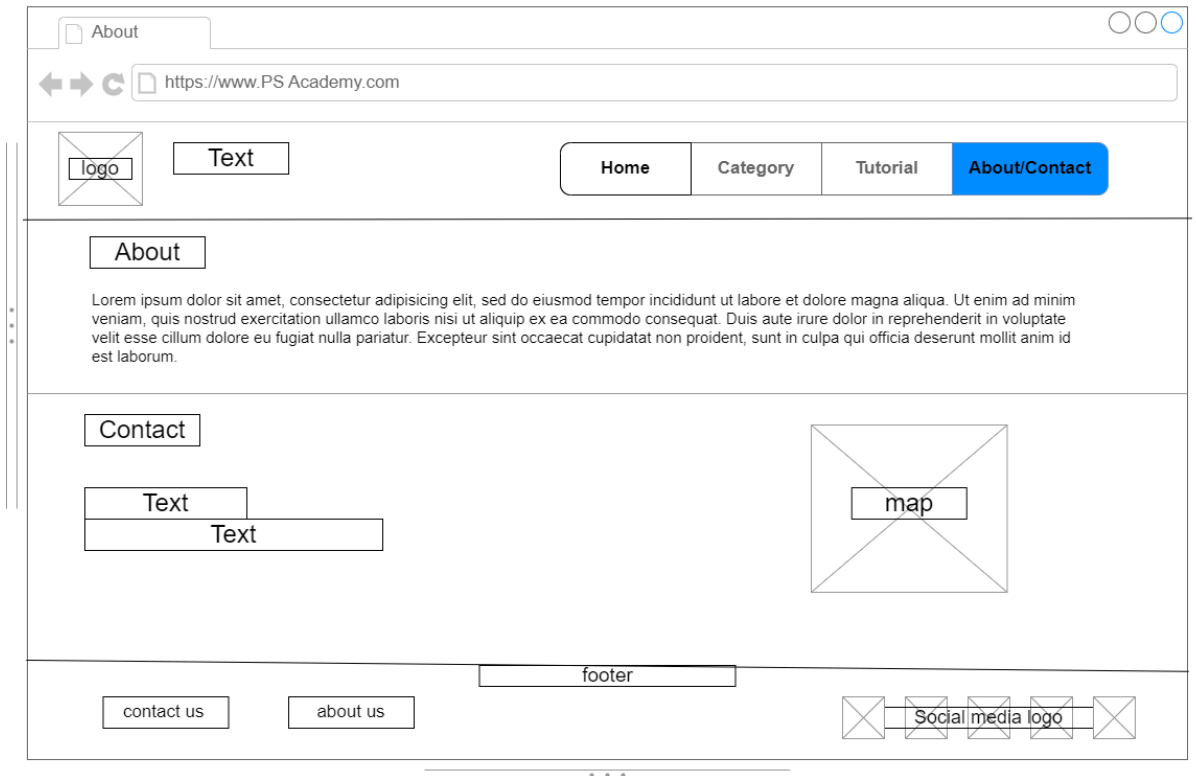 About
https://www.PS Academy.com
logo
Text
Home
Category
Tutorial
About/Contact
About
Lorem ipsum dolor sit amet, consectetur adipisicing elit, sed do eiusmod tempor incididunt ut labore et dolore magna aliqua. Ut enim ad minim
veniam, quis nostrud exercitation ullamco laboris nisi ut aliquip ex ea commodo consequat. Duis aute irure dolor in reprehenderit in voluptate
velit esse cillum dolore eu fugiat nulla pariatur. Excepteur sint occaecat cupidatat non proident, sunt in culpa qui officia deserunt mollit anim id
est laborum.
Contact
Text
Text
map
footer
contact us
about us
Social media logo